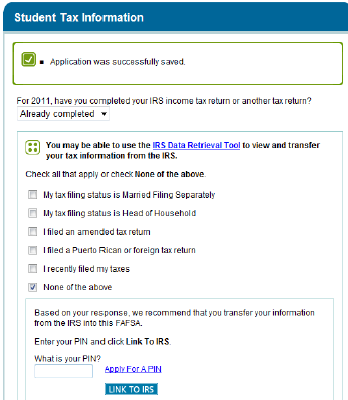 Student Tax Information
Application was successfully saved.
For 2011, have you completed your IRS income tax return or another tax return?
Already completed
You may be able to use the IRS Data Retrieval Tool to view and transfer
your tax information from the IRS.
Check all that apply or check None of the above.
My tax filing status is Married Filing Separately
My tax filing status is Head of Household
I filed an amended tax return
I filed a Puerto Rican or foreign tax return
I recently filed my taxes
None of the above
Based on your response, we recommend that you transfer your information
from the IRS into this FAFSA.
Enter your PIN and click Link To IRS.
What is your PIN?
Apply For A PIN
LINK TO IRS